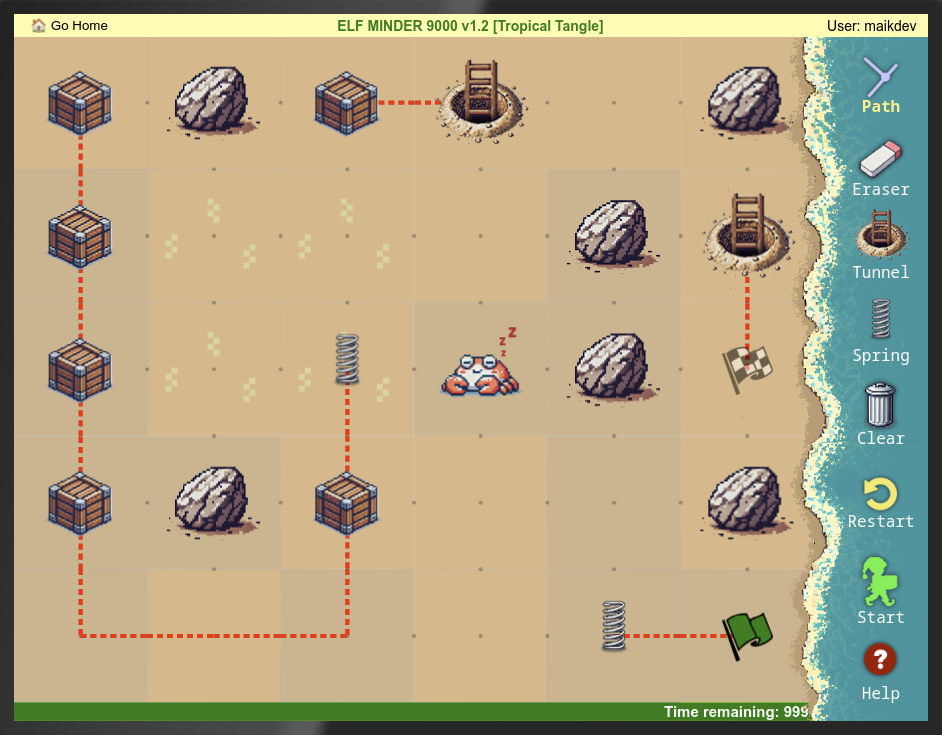 Go Home
ELF MINDER 9000 v1.2 [Tropical Tangle]
User: maikdev
Path
Eraser
z
z
z
Tunnel
Spring
Clear
Restart
Start
?
Help
Time remaining: 999